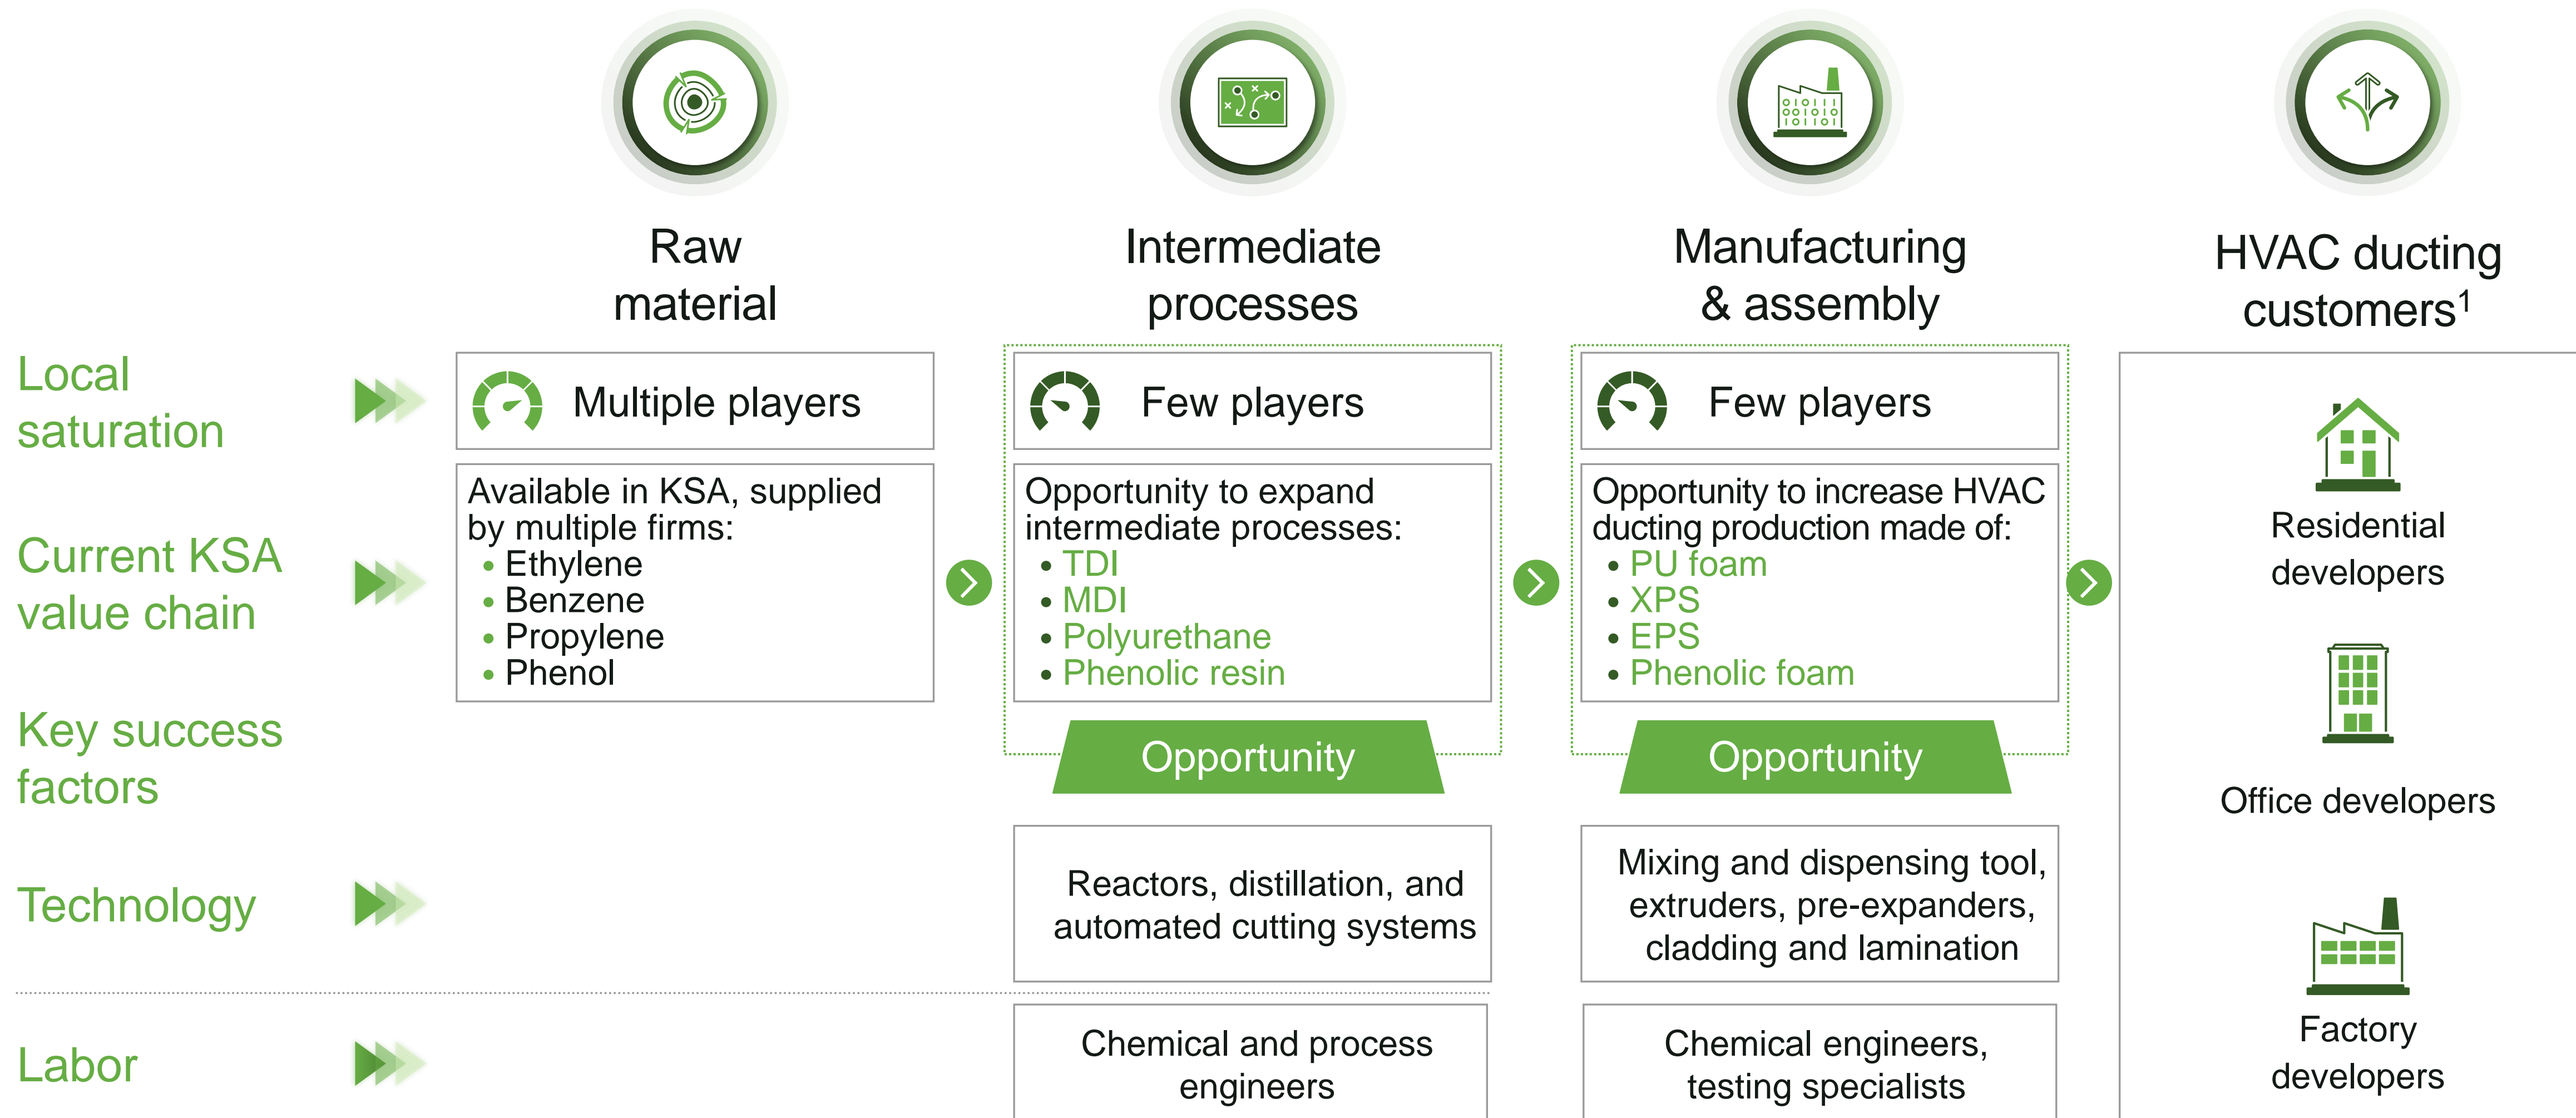 Raw
material
Intermediate
processes
Manufacturing
& assembly
HVAC ducting
customers1
Local
saturation
Multiple players
Few players
Few players
Current KSA
value chain
Available in KSA, supplied
by multiple firms:
• Ethylene
• Benzene
• Propylene
• Phenol
Opportunity to expand
intermediate processes:
• TDI
• MDI
• Polyurethane
• Phenolic resin
Opportunity to increase HVAC
ducting production made of:
• PU foam
• XPS
• EPS
• Phenolic foam
Residential
developers
Office developers
Factory
developers
Key success
factors
Opportunity
Opportunity
Technology
Reactors, distillation, and
automated cutting systems
Mixing and dispensing tool,
extruders, pre-expanders,
cladding and lamination
Labor
Chemical and process
engineers
Chemical engineers,
testing specialists